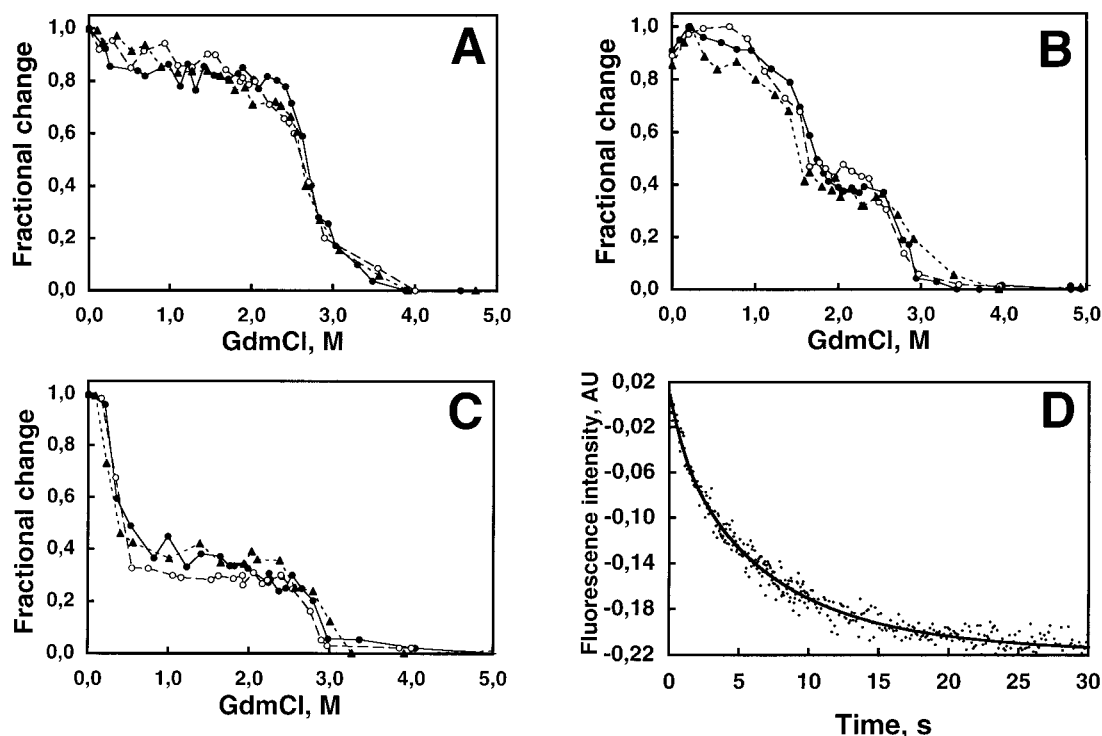 A
Fractional change
1,0
0,8
0,6
0,4
0,2
0,0
0,0 1,0 2,0 3,0 4,0 5,0
GdmCl, M
B
Fractional change
1,0
0,8
0,6
0,4
0,2
0,0
0,0 1,0 2,0 3,0 4,0 5,0
GdmCl, M
C
Fractional change
1,0
0,8
0,6
0,4
0,2
0,0
0,0 1,0 2,0 3,0 4,0 5,0
GdmCl, M
D
Fluorescence intensity, AU
0,02
-0,02
-0,06
-0,10
-0,14
-0,18
-0,22
0 5 10 15 20 25 30
Time, s